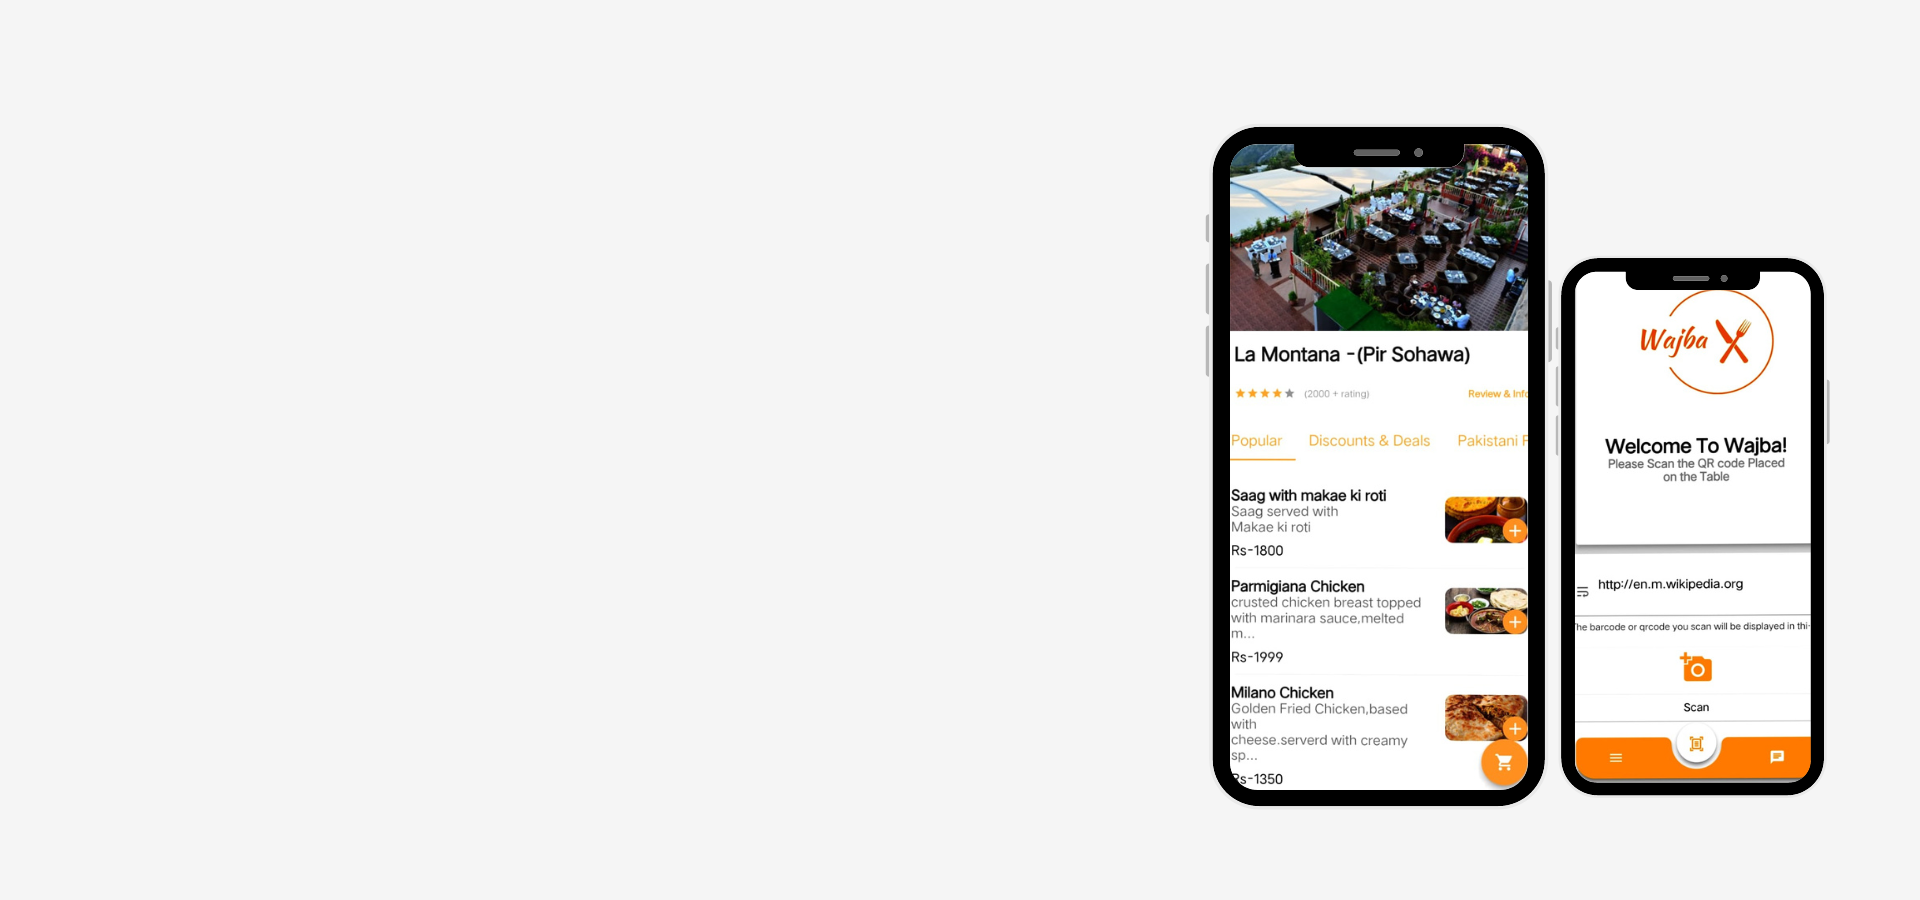 La Montana -(Pir Sohawa)
(2000 + rating)
Review & Info
Popular
Discounts & Deals
Pakistani F
Saag with makae ki roti
Saag served with
Makae ki roti
Rs-1800
Parmigiana Chicken
crusted chicken breast topped
with marinara sauce,melted
m...
Rs-1999
Milano Chicken
Golden Fried Chicken,based
with
cheese.serverd with creamy
sp...
Rs-1350
Wajba
Welcome To Wajba!
Please Scan the QR code Placed
on the Table
http://en.m.wikipedia.org
The barcode or qrcode you scan will be displayed in thi
Scan